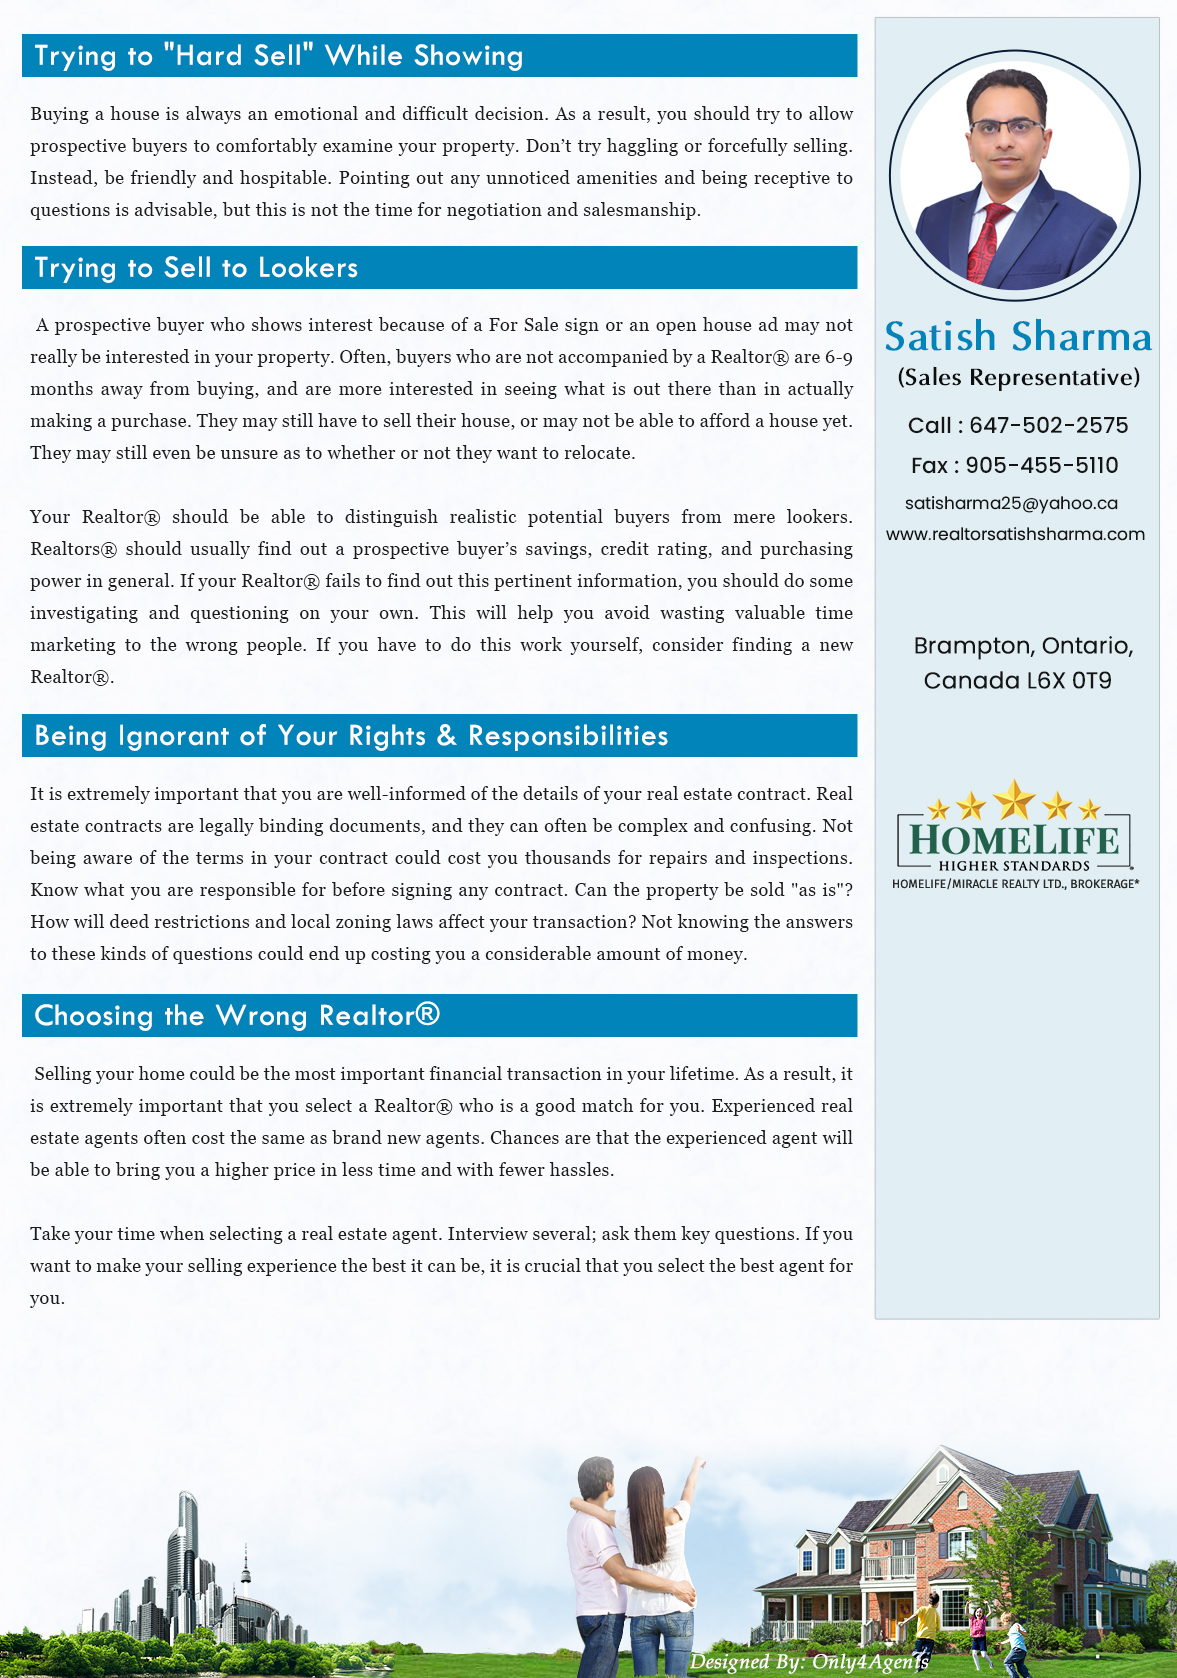 Trying to "Hard Sell" While Showing
Buying a house is always an emotional and difficult decision. As a result, you should try to allow
prospective buyers to comfortably examine your property. Don’t try haggling or forcefully selling.
Instead, be friendly and hospitable. Pointing out any unnoticed amenities and being receptive to
questions is advisable, but this is not the time for negotiation and salesmanship.
Trying to Sell to Lookers
A prospective buyer who shows interest because of a For Sale sign or an open house ad may not
really be interested in your property. Often, buyers who are not accompanied by a Realtor® are 6-9
months away from buying, and are more interested in seeing what is out there than in actually
making a purchase. They may still have to sell their house, or may not be able to afford a house yet.
They may still even be unsure as to whether or not they want to relocate.
Your Realtor® should be able to distinguish realistic potential buyers from mere lookers.
Realtors® should usually find out a prospective buyer’s savings, credit rating, and purchasing
power in general. If your Realtor® fails to find out this pertinent information, you should do some
investigating and questioning on your own. This will help you avoid wasting valuable time
marketing to the wrong people. If you have to do this work yourself, consider finding a new
Realtor®.
Being Ignorant of Your Rights & Responsibilities
It is extremely important that you are well-informed of the details of your real estate contract. Real
estate contracts are legally binding documents, and they can often be complex and confusing. Not
being aware of the terms in your contract could cost you thousands for repairs and inspections.
Know what you are responsible for before signing any contract. Can the property be sold "as is"?
How will deed restrictions and local zoning laws affect your transaction? Not knowing the answers
to these kinds of questions could end up costing you a considerable amount of money.
Choosing the Wrong Realtor®
Selling your home could be the most important financial transaction in your lifetime. As a result, it
is extremely important that you select a Realtor® who is a good match for you. Experienced real
estate agents often cost the same as brand new agents. Chances are that the experienced agent will
be able to bring you a higher price in less time and with fewer hassles.
Take your time when selecting a real estate agent. Interview several; ask them key questions. If you
want to make your selling experience the best it can be, it is crucial that you select the best agent for
you.
Satish Sharma
(Sales Representative)
Call : 647-502-2575
Fax : 905-455-5110
satisharma25@yahoo.ca
www.realtorsatishsharma.com
Brampton, Ontario,
Canada L6X 0T9
HOMELIFE
HIGHER STANDARDS
HOMELIFE/MIRACLE REALTY LTD., BROKERAGE*
Designed By: Only4Agents